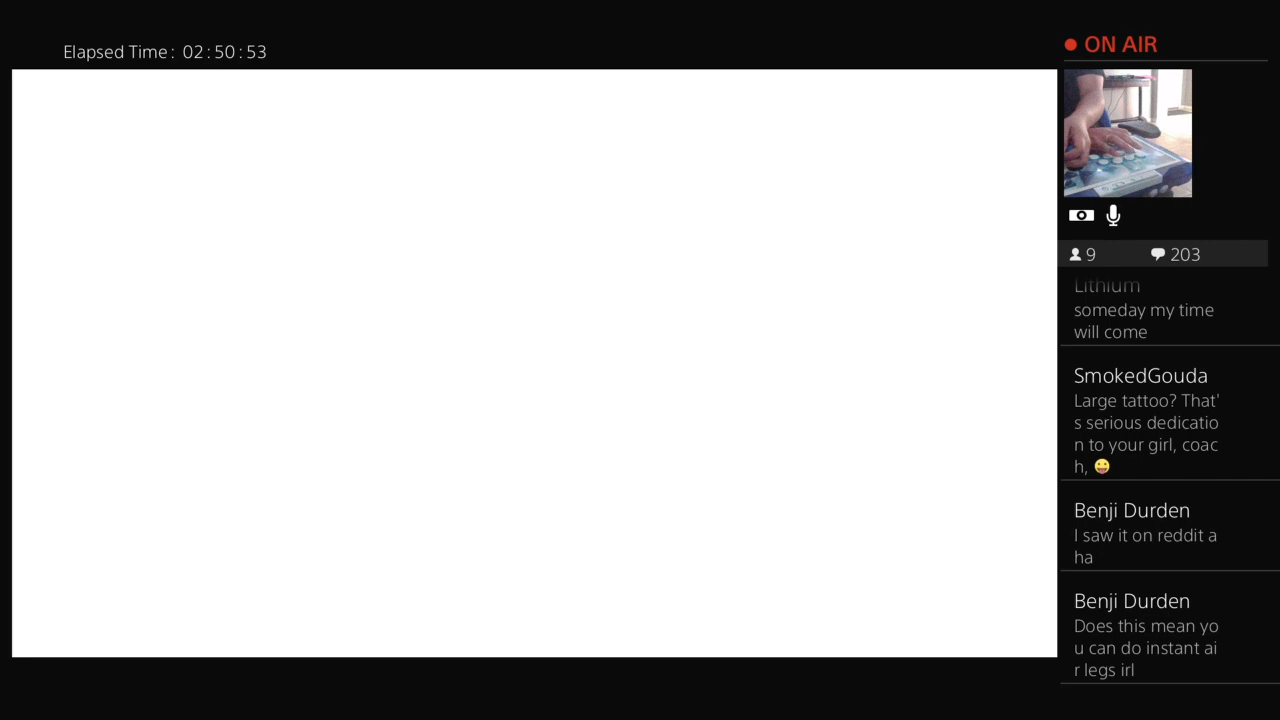 Elapsed Time: 02:50:53
ON AIR
9 203
Lithium
someday my time
will come
SmokedGouda
Large tattoo? That'
s serious dedicatio
n to your girl, coac
h, 😛
Benji Durden
I saw it on reddit a
ha
Benji Durden
Does this mean yo
u can do instant ai
r legs irl